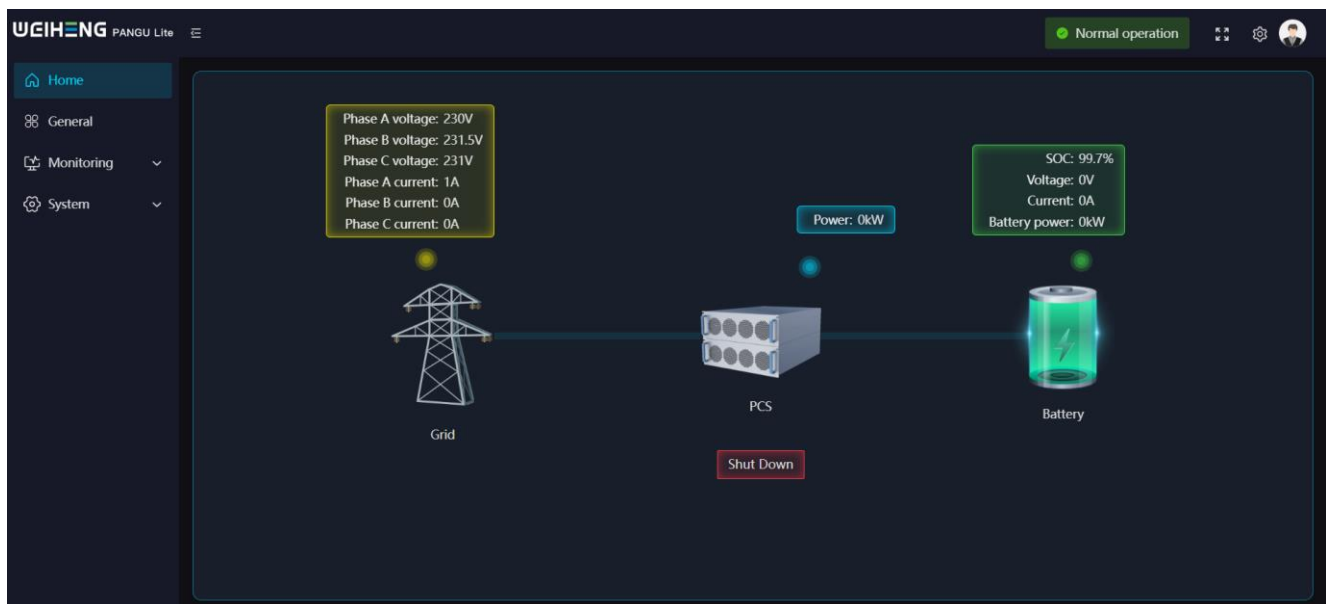 WEIHENG PANGU Lite
Normal operation
Home
General
Monitoring
System
Phase A voltage: 230V
Phase B voltage: 231.5V
Phase C voltage: 231V
Phase A current: 1A
Phase B current: 0A
Phase C current: 0A
Power: 0kW
SOC: 99.7%
Voltage: 0V
Current: 0A
Battery power: 0kW
Grid
PCS
Battery
Shut Down